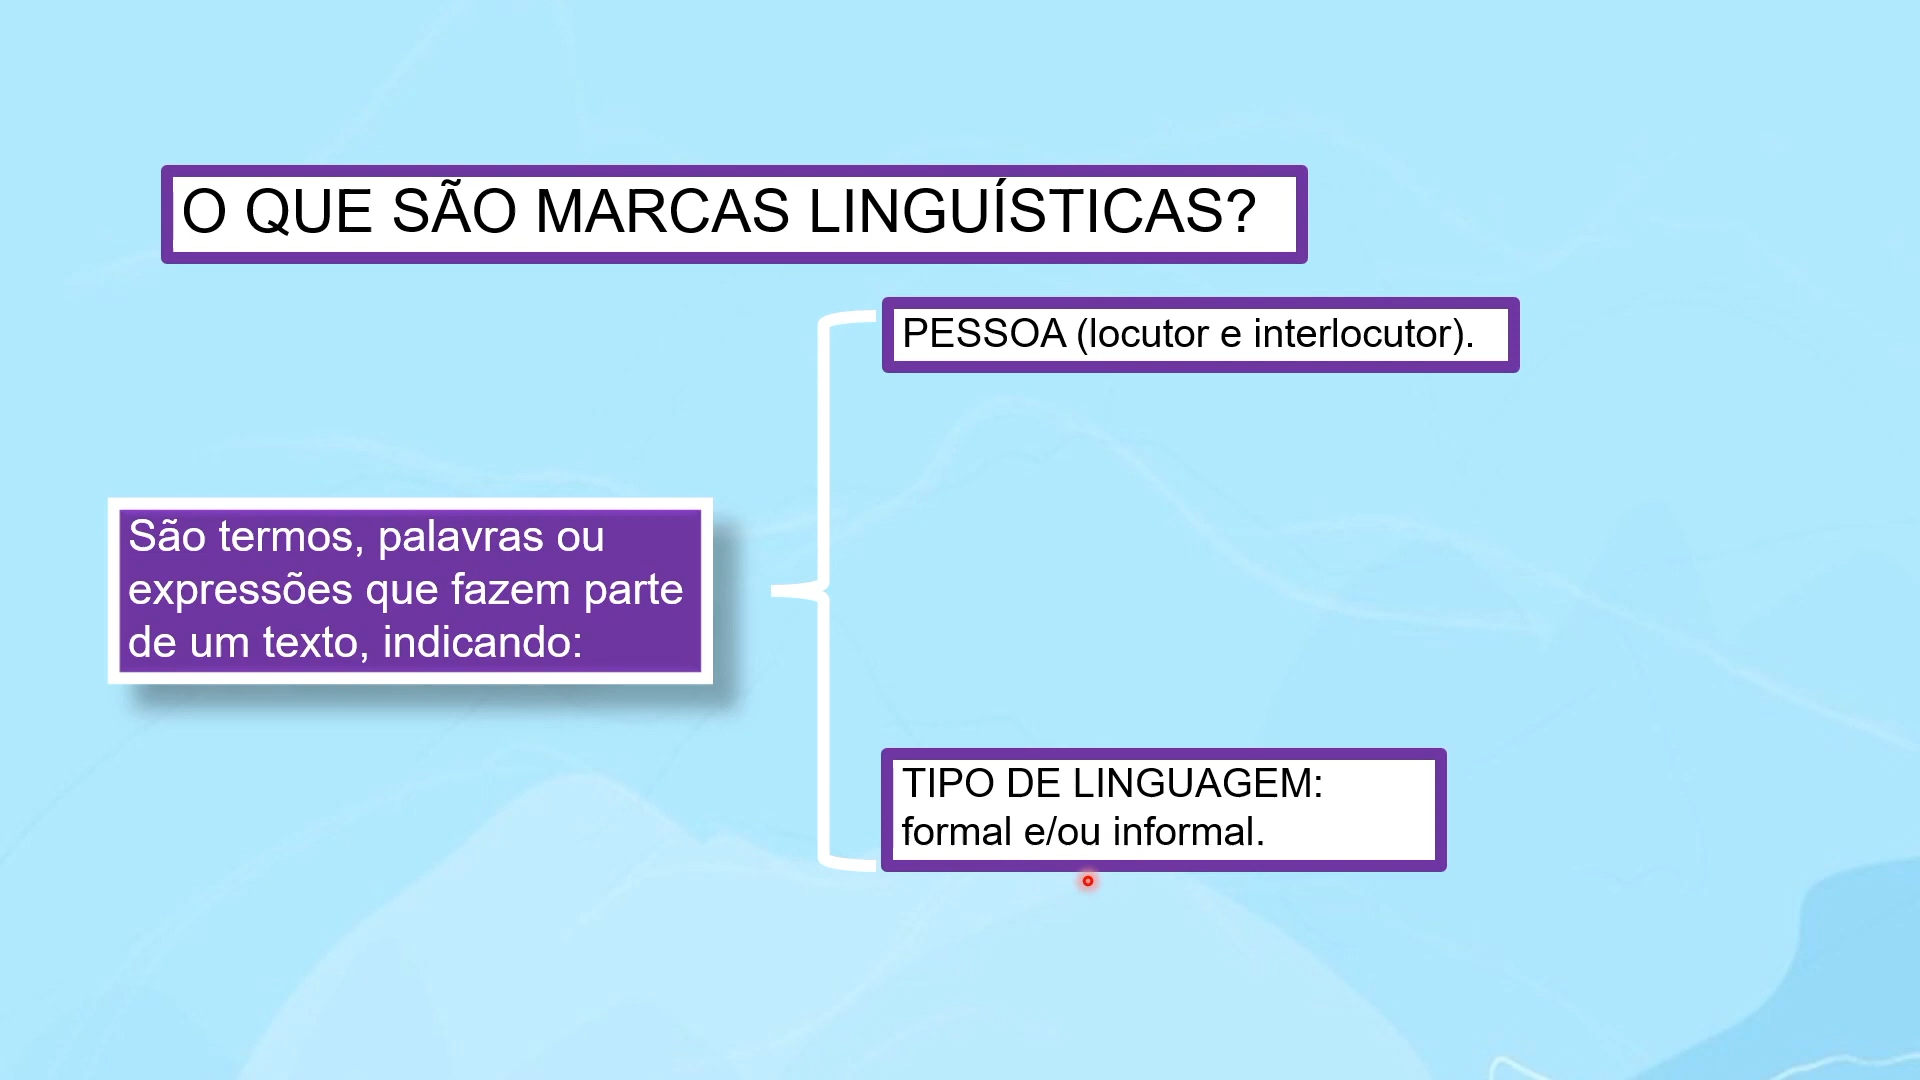 O QUE SÃO MARCAS LINGUÍSTICAS?
PESSOA (locutor e interlocutor).
São termos, palavras ou
expressões que fazem parte
de um texto, indicando:
TIPO DE LINGUAGEM:
formal e/ou informal.